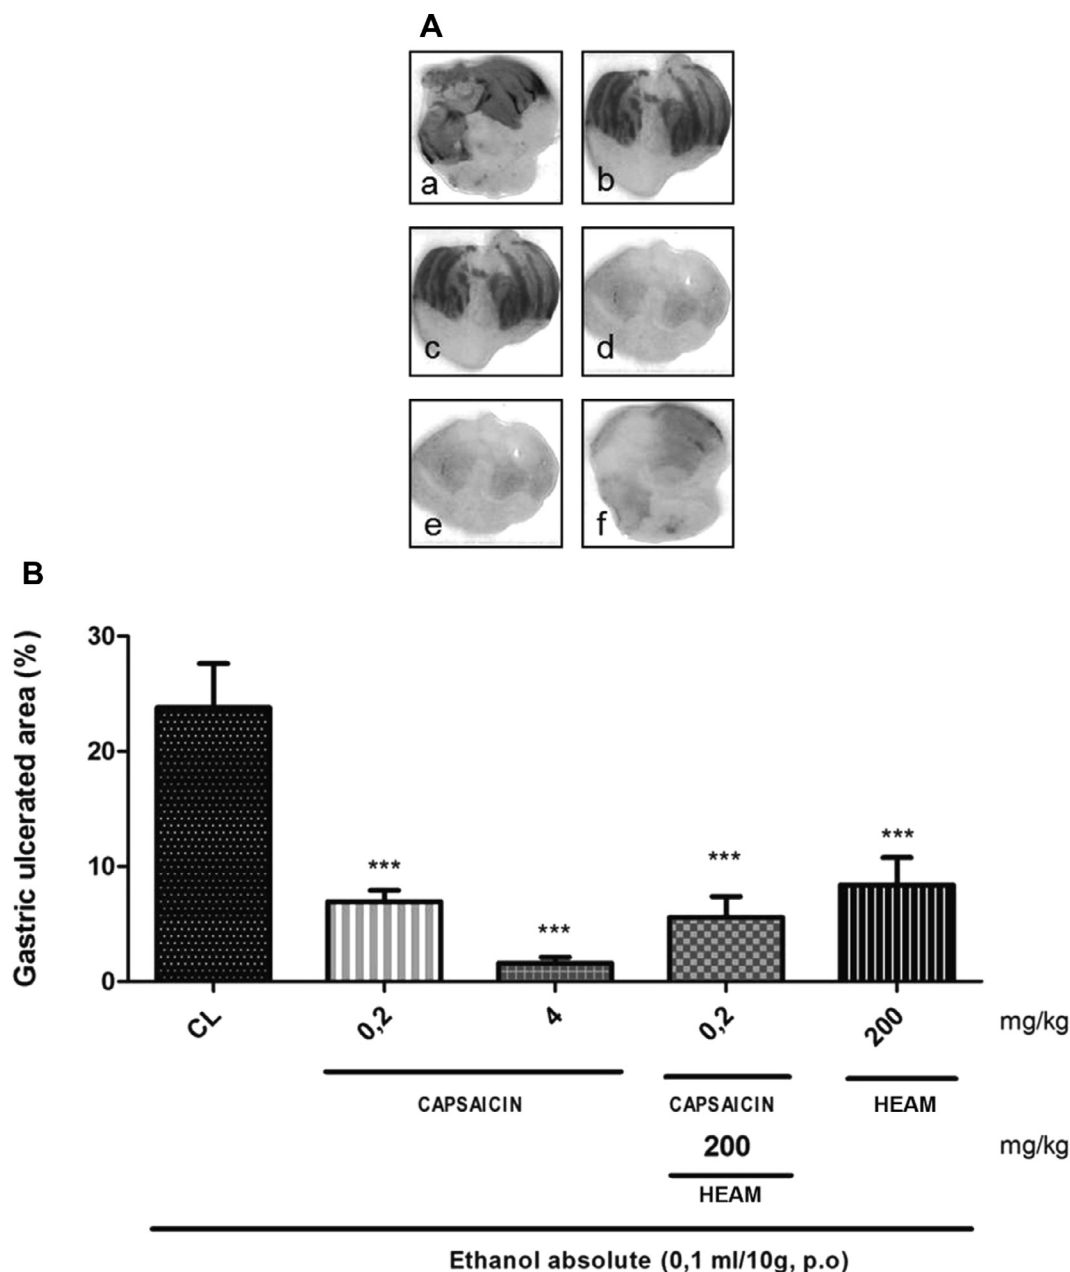 A
a
b
c
d
e
f
B
Gastric ulcerated area (%)
30
20
10
0
***
***
***
***
CL 0,2 4 0,2 200 mg/kg
CAPSAICIN CAPSAICIN HEAM
200 mg/kg
HEAM
Ethanol absolute (0,1 ml/10g, p.o)